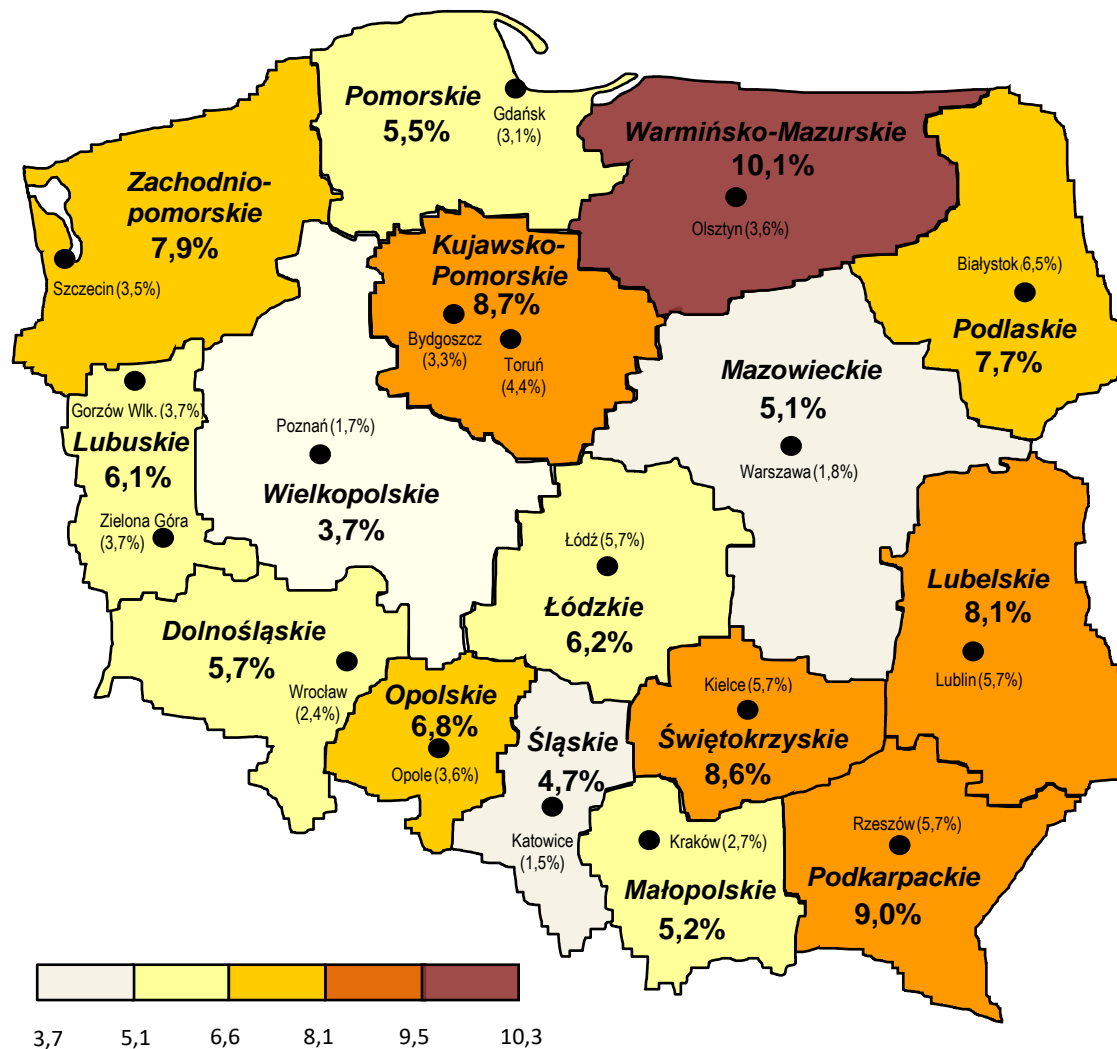 Pomorskie
5,5%
Gdańsk
(3,1%)
Warmińsko-Mazurskie
10,1%
Olsztyn (3,6%)
Zachodnio-
pomorskie
7,9%
Szczecin (3,5%)
Kujawsko-
Pomorskie
8,7%
Bydgoszcz
(3,3%)
Toruń
(4,4%)
Białystok (6,5%)
Podlaskie
7,7%
Mazowieckie
5,1%
Warszawa (1,8%)
Gorzów Wlk. (3,7%)
Lubuskie
6,1%
Zielona Góra
(3,7%)
Poznań (1,7%)
Wielkopolskie
3,7%
Łódź (5,7%)
Łódzkie
6,2%
Lubelskie
8,1%
Lublin (5,7%)
Dolnośląskie
5,7%
Wrocław
(2,4%)
Opolskie
6,8%
Opole (3,6%)
Śląskie
4,7%
Katowice
(1,5%)
Kielce (5,7%)
Świętokrzyskie
8,6%
Kraków (2,7%)
Małopolskie
5,2%
Rzeszów (5,7%)
Podkarpackie
9,0%
3,7 5,1 6,6 8,1 9,5 10,3